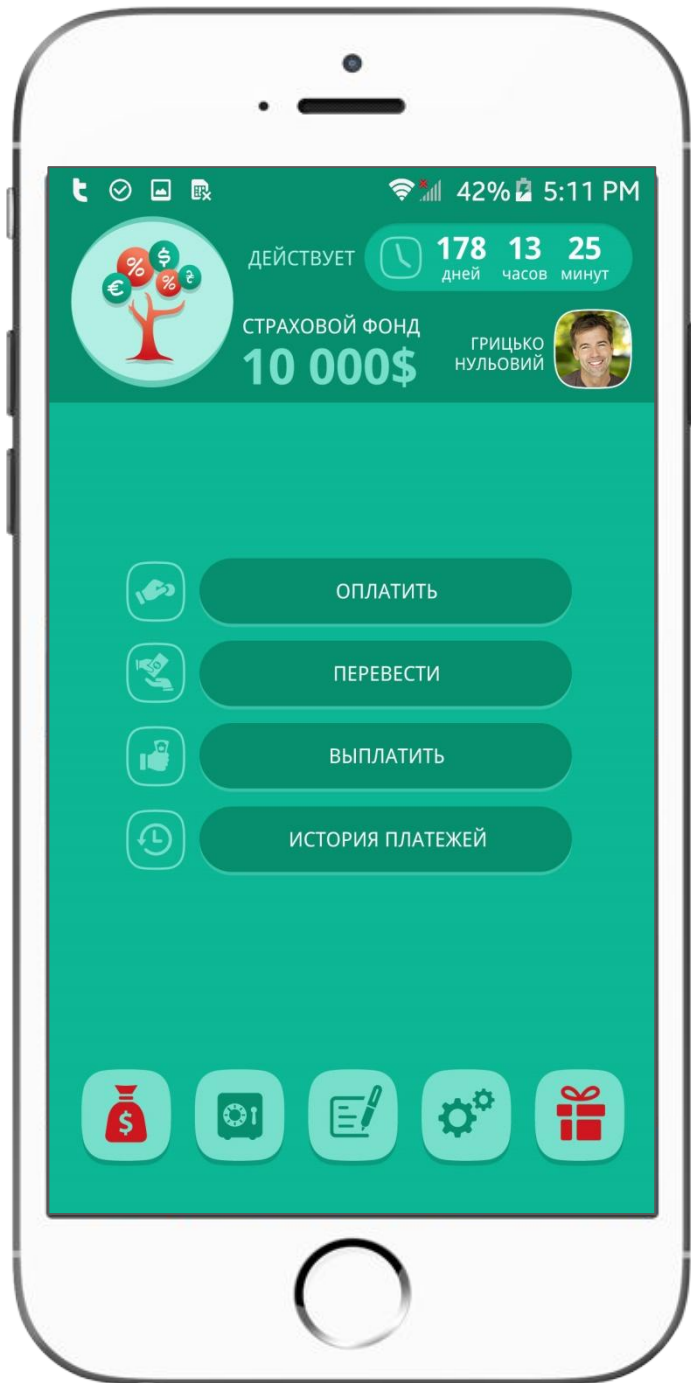 42% 5:11 PM
ДЕЙСТВУЕТ 178 дней 13 часов 25 минут
СТРАХОВОЙ ФОНД
10 000$
ГРИЦЬКО
НУЛЬОВИЙ
% $
€ % ₴
ОПЛАТИТЬ
ПЕРЕВЕСТИ
ВЫПЛАТИТЬ
ИСТОРИЯ ПЛАТЕЖЕЙ
$